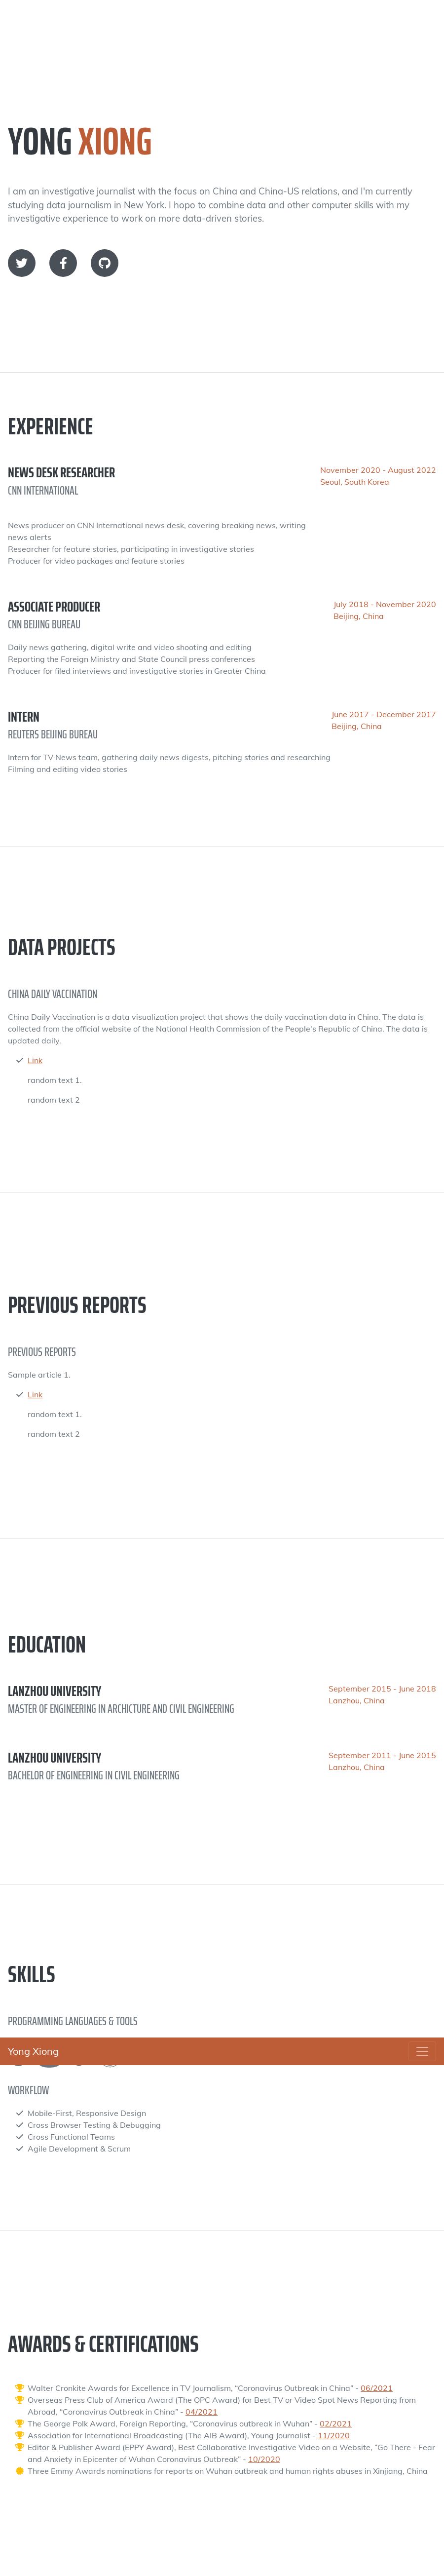 YONG XIONG
I am an investigative journalist with the focus on China and China-US relations, and I'm currently
studying data journalism in New York. I hope to combine data and other computer skills with my
investigative experience to work on more data-driven stories.
EXPERIENCE
NEWS DESK RESEARCHER
November 2020 - August 2022
CNN INTERNATIONAL
Seoul, South Korea
News producer on CNN International news desk, covering breaking news, writing
news alerts
Researcher for feature stories, participating in investigative stories
Producer for video packages and feature stories
ASSOCIATE PRODUCER
July 2018 - November 2020
CNN BEIJING BUREAU
Beijing, China
Daily news gathering, digital write and video shooting and editing
Reporting the Foreign Ministry and State Council press conferences
Producer for filed interviews and investigative stories in Greater China
INTERN
June 2017 - December 2017
REUTERS BEIJING BUREAU
Beijing, China
Intern for TV News team, gathering daily news digests, pitching stories and researching
Filming and editing video stories
DATA PROJECTS
CHINA DAILY VACCINATION
China Daily Vaccination is a data visualization project that shows the daily vaccination data in China. The data is
collected from the official website of the National Health Commission of the People's Republic of China. The data is
updated daily.
Link
random text 1.
random text 2
PREVIOUS REPORTS
PREVIOUS REPORTS
Sample article 1.
Link
random text 1.
random text 2
EDUCATION
LANZHOU UNIVERSITY
September 2015 - June 2018
MASTER OF ENGINEERING IN ARCHICTURE AND CIVIL ENGINEERING
Lanzhou, China
LANZHOU UNIVERSITY
September 2011 - June 2015
BACHELOR OF ENGINEERING IN CIVIL ENGINEERING
Lanzhou, China
SKILLS
PROGRAMMING LANGUAGES & TOOLS
Yong Xiong
WORKFLOW
Mobile-First, Responsive Design
Cross Browser Testing & Debugging
Cross Functional Teams
Agile Development & Scrum
AWARDS & CERTIFICATIONS
Walter Cronkite Awards for Excellence in TV Journalism, "Coronavirus Outbreak in China" - 06/2021
Overseas Press Club of America Award (The OPC Award) for Best TV or Video Spot News Reporting from
Abroad, "Coronavirus Outbreak in China" - 04/2021
The George Polk Award, Foreign Reporting, "Coronavirus outbreak in Wuhan" - 02/2021
Association for International Broadcasting (The AIB Award), Young Journalist - 11/2020
Editor & Publisher Award (EPPY Award), Best Collaborative Investigative Video on a Website, "Go There - Fear
and Anxiety in Epicenter of Wuhan Coronavirus Outbreak" - 10/2020
Three Emmy Awards nominations for reports on Wuhan outbreak and human rights abuses in Xinjiang, China